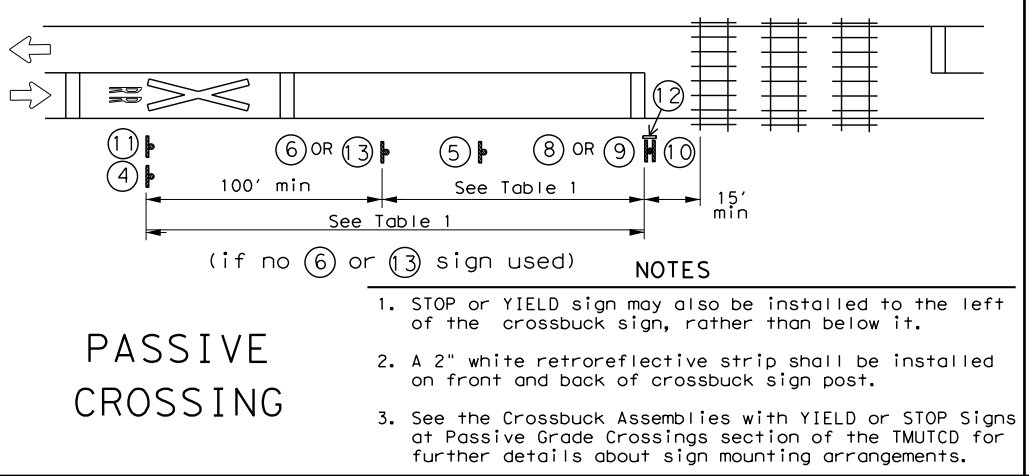 RR
12
11
6 OR 13
5
8 OR 9
10
4
100' min
See Table 1
15'
min
See Table 1
(if no 6 or 13 sign used)
NOTES
PASSIVE
CROSSING
1. STOP or YIELD sign may also be installed to the left
of the crossbuck sign, rather than below it.
2. A 2" white retroreflective strip shall be installed
on front and back of crossbuck sign post.
3. See the Crossbuck Assemblies with YIELD or STOP Signs
at Passive Grade Crossings section of the TMUTCD for
further details about sign mounting arrangements.